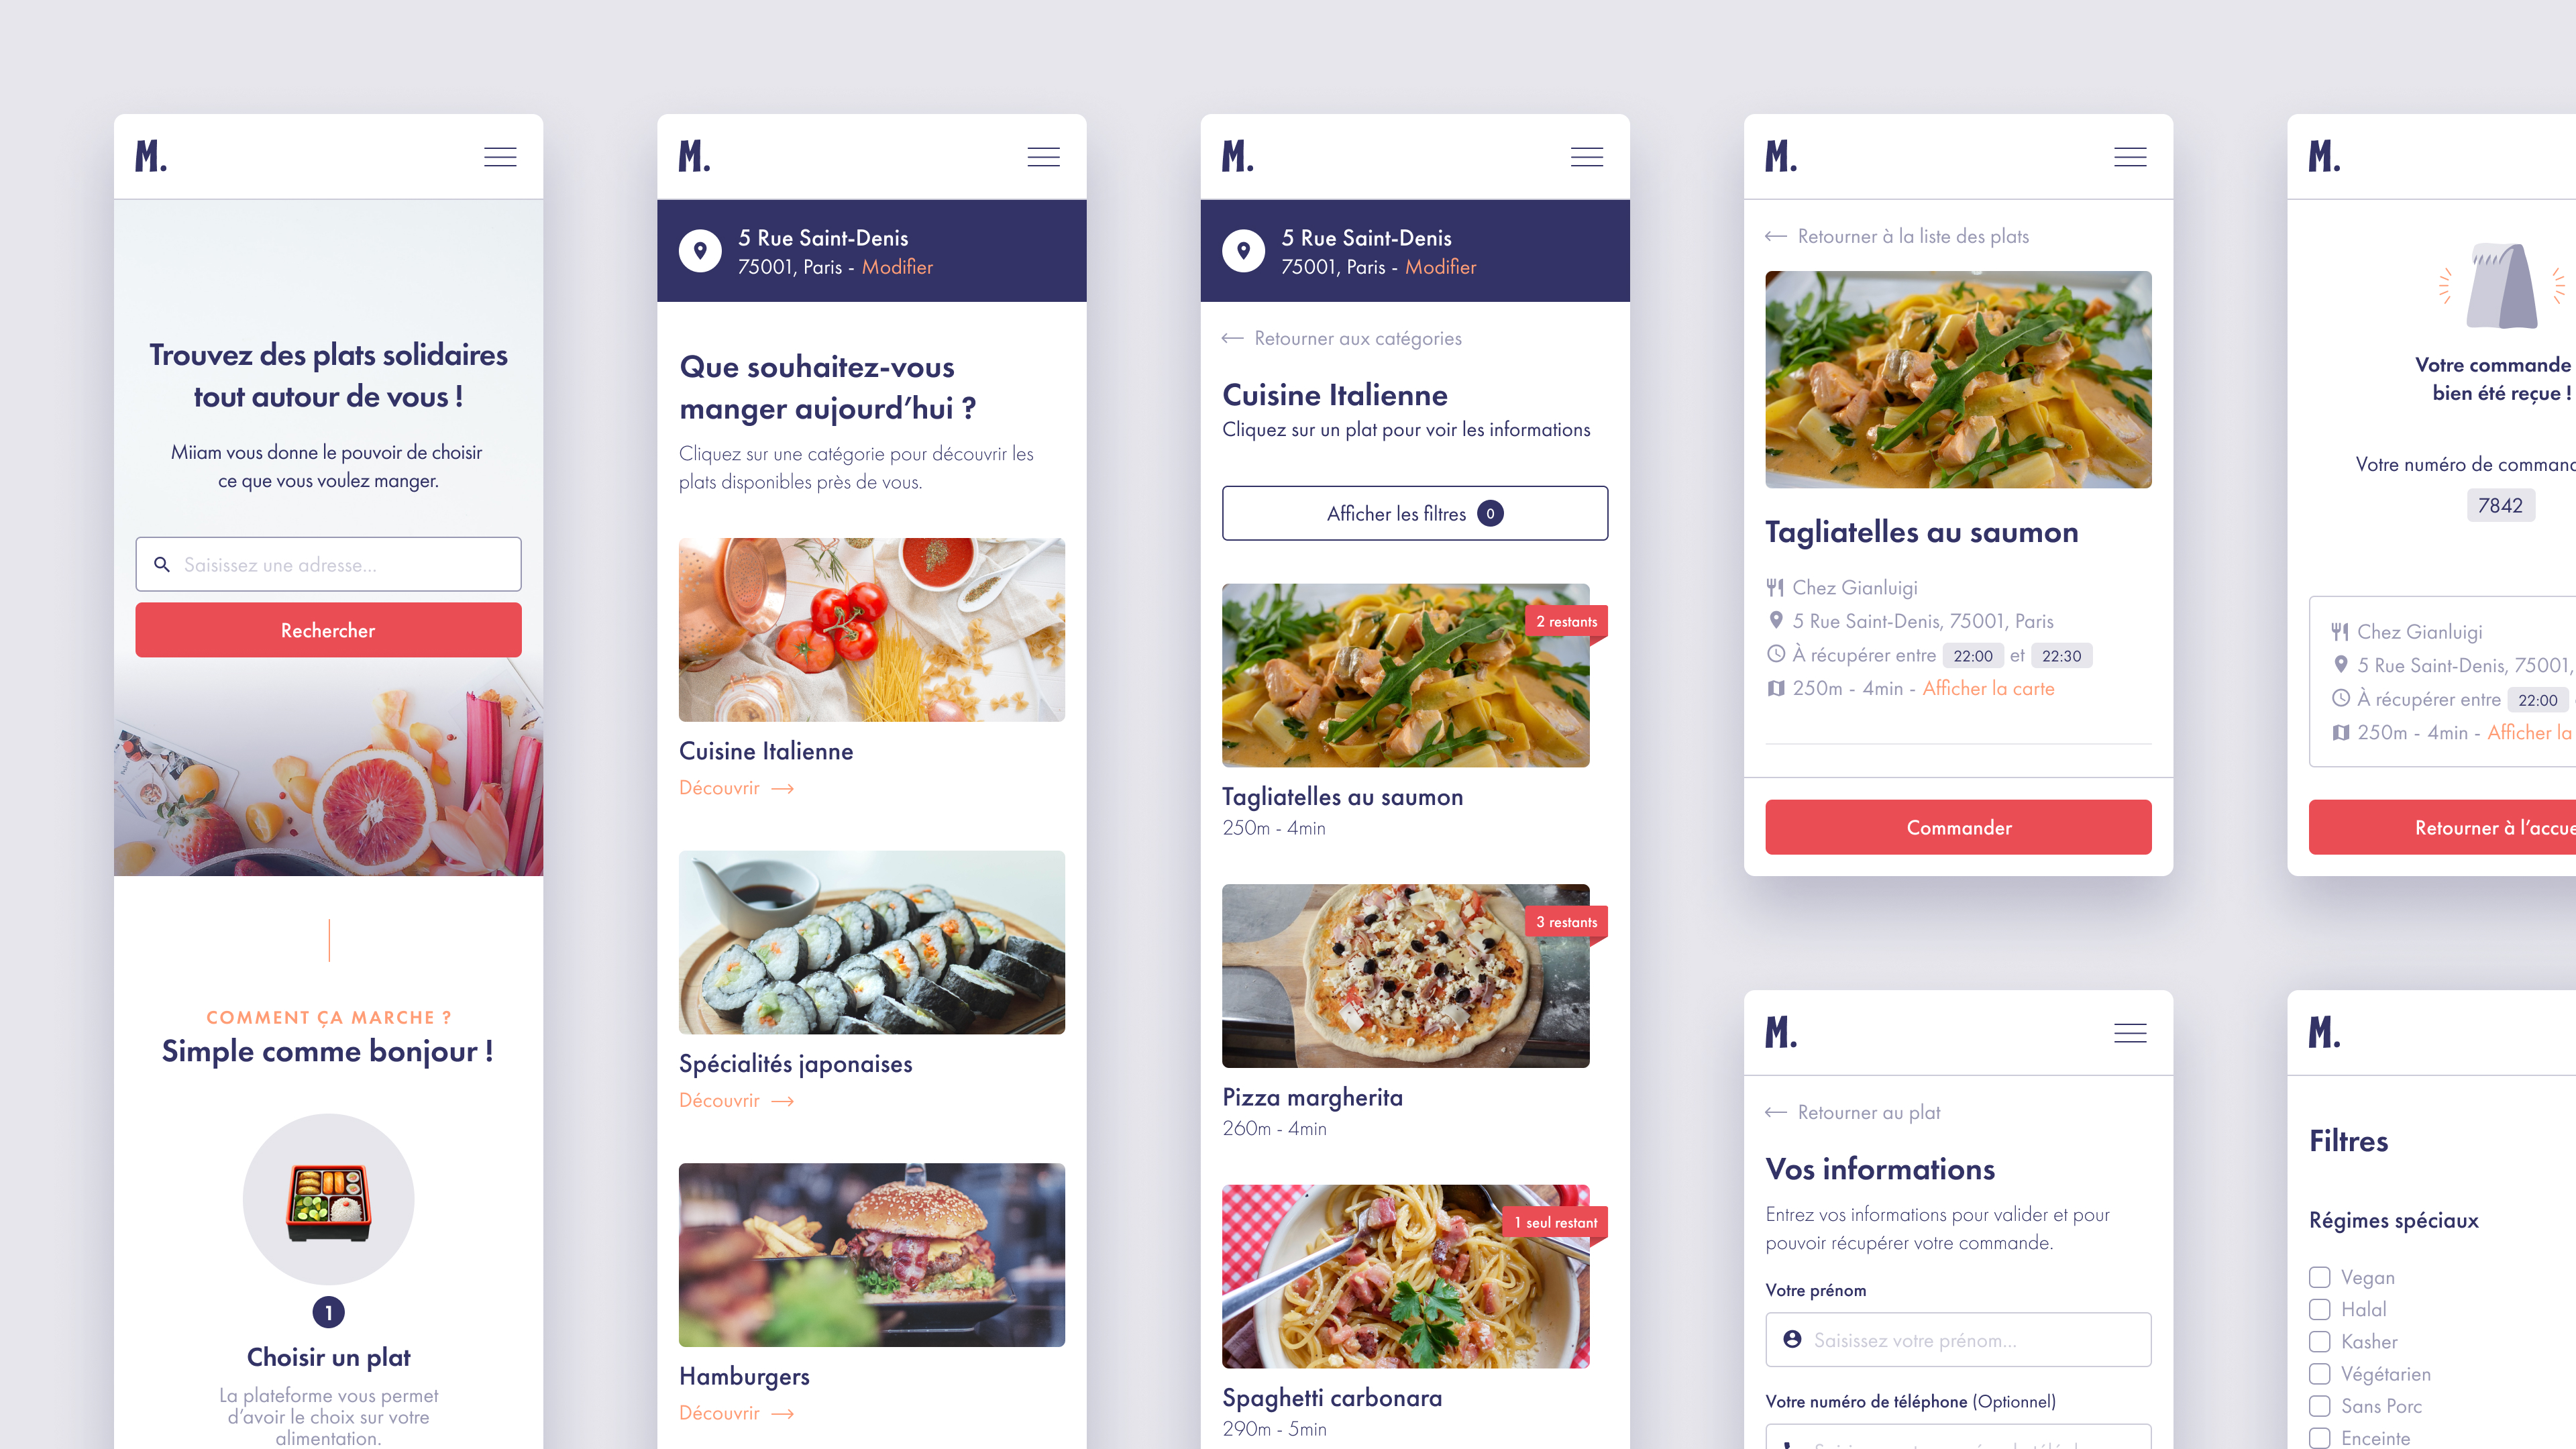 M.
Trouvez des plats solidaires
tout autour de vous !
Miiam vous donne le pouvoir de choisir
ce que vous voulez manger.
Saisissez une adresse...
Rechercher
COMMENT ÇA MARCHE ?
Simple comme bonjour !
1
Choisir un plat
La plateforme vous permet
d’avoir le choix sur votre
alimentation.
M.
5 Rue Saint-Denis
75001, Paris - Modifier
Que souhaitez-vous
manger aujourd’hui ?
Cliquez sur une catégorie pour découvrir les
plats disponibles près de vous.
Cuisine Italienne
Découvrir
Spécialités japonaises
Découvrir
Hamburgers
Découvrir
M.
5 Rue Saint-Denis
75001, Paris - Modifier
Retourner aux catégories
Cuisine Italienne
Cliquez sur un plat pour voir les informations
Afficher les filtres 0
2 restants
Tagliatelles au saumon
250m - 4min
3 restants
Pizza margherita
260m - 4min
1 seul restant
Spaghetti carbonara
290m - 5min
M.
Retourner à la liste des plats
Tagliatelles au saumon
Chez Gianluigi
5 Rue Saint-Denis, 75001, Paris
À récupérer entre 22:00 et 22:30
250m - 4min - Afficher la carte
Commander
M.
Retourner au plat
Vos informations
Entrez vos informations pour valider et pour
pouvoir récupérer votre commande.
Votre prénom
Saisissez votre prénom...
Votre numéro de téléphone (Optionnel)
M.
Votre commande
bien été reçue !
Votre numéro de
7842
Chez Gianluigi
5 Rue Saint-Denis, 75001,
À récupérer entre 22:00
250m - 4min - Afficher la
Retourner à
M.
Filtres
Régimes spéciaux
Vegan
Halal
Kasher
Végétarien
Sans Porc
Enceinte